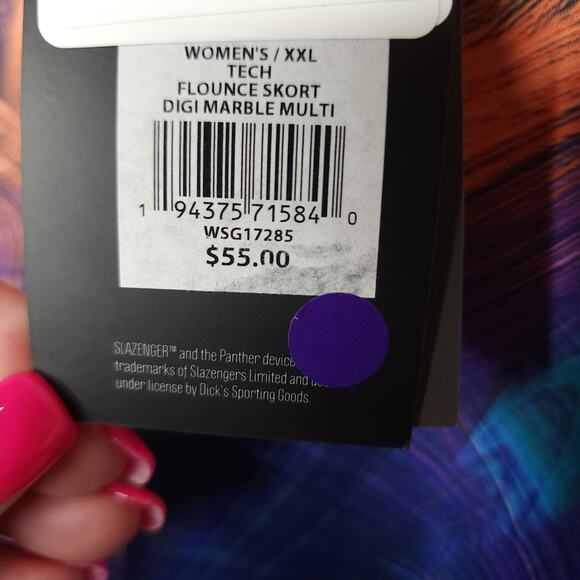 WOMEN'S / XXL
TECH
FLOUNCE SKORT
DIGI MARBLE MULTI
1 94375 71584 0
WSG17285
$55.00
SLAZENGER™ and the Panther device
trademarks of Slazengers Limited and
under license by Dick's Sporting Goods